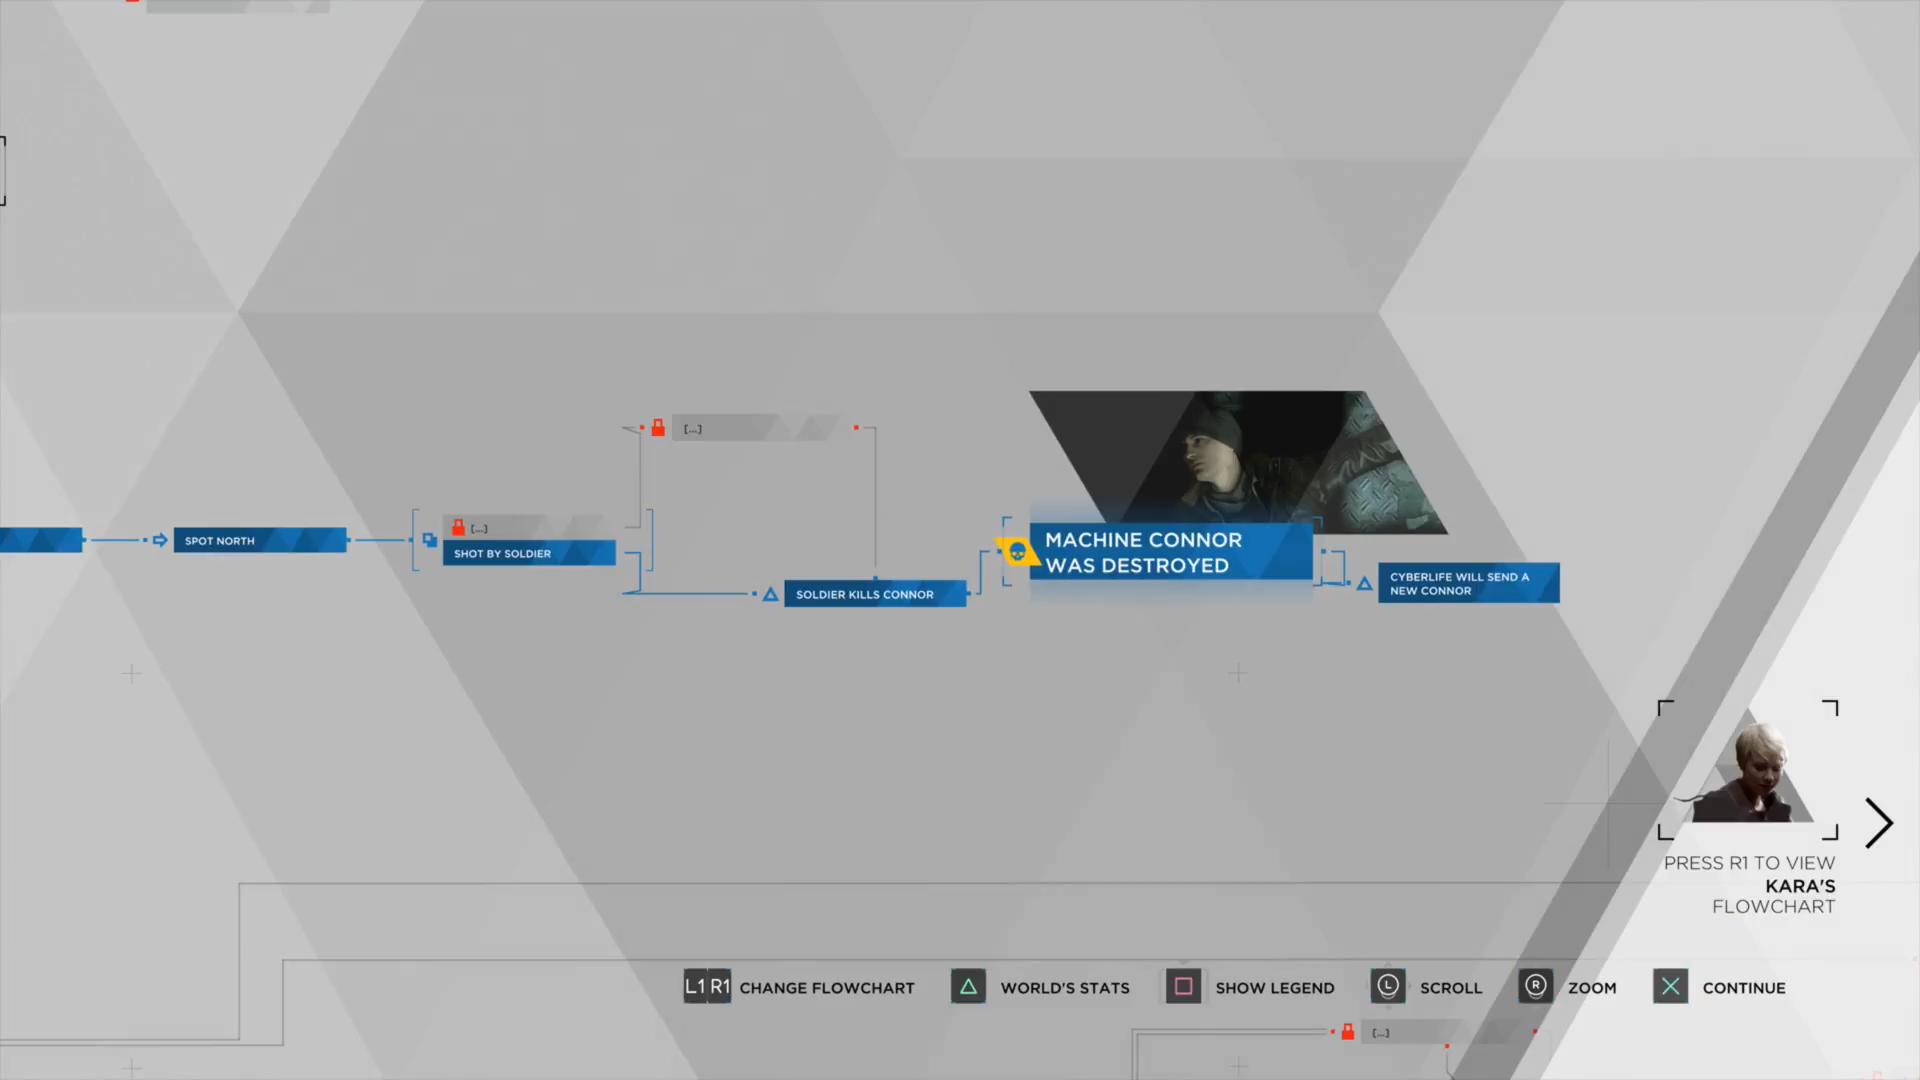 [...]
[...]
SPOT NORTH
SHOT BY SOLDIER
SOLDIER KILLS CONNOR
MACHINE CONNOR
WAS DESTROYED
CYBERLIFE WILL SEND A
NEW CONNOR
PRESS R1 TO VIEW
KARA'S
FLOWCHART
L1 R1 CHANGE FLOWCHART
WORLD'S STATS
SHOW LEGEND
L SCROLL
R ZOOM
CONTINUE
[...]